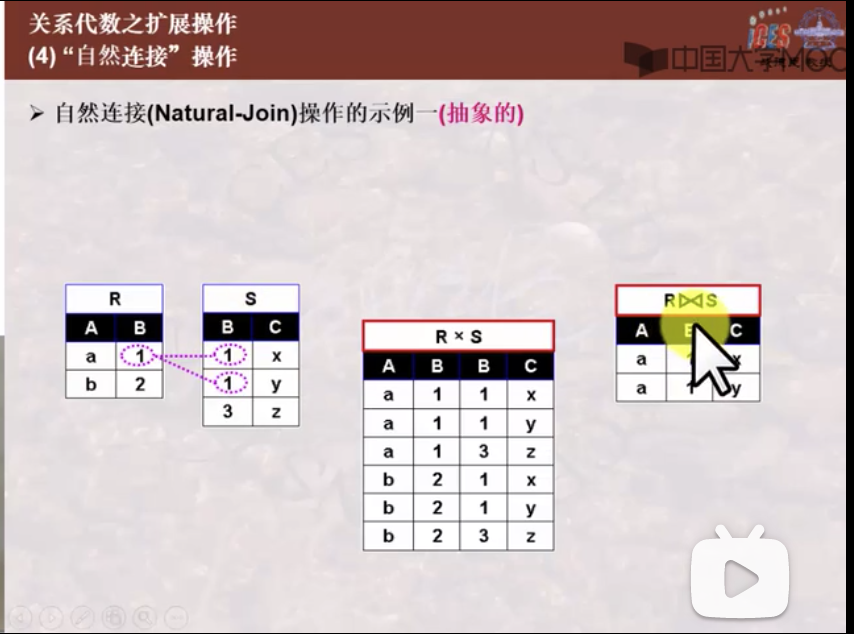 关系代数之扩展操作
(4) “自然连接”操作
中国大学MOOC
➢ 自然连接(Natural-Join)操作的示例一(抽象的)
R
A B
a 1
b 2
S
B C
1 x
1 y
3 z
R × S
A B B C
a 1 1 x
a 1 1 y
a 1 3 z
b 2 1 x
b 2 1 y
b 2 3 z
R⋈S
A B C
a 1 x
a 1 y